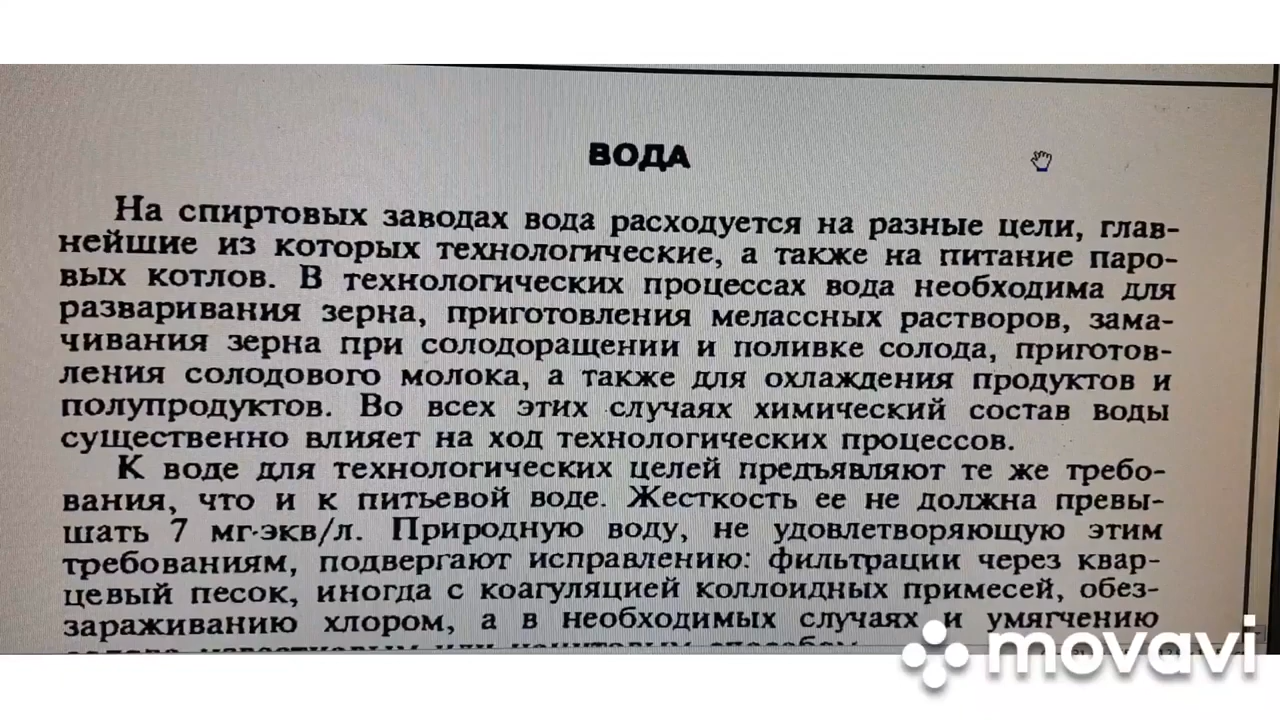 ВОДА
На спиртовых заводах вода расходуется на разные цели, глав-
нейшие из которых технологические, а также на питание паро-
вых котлов. В технологических процессах вода необходима для
разваривания зерна, приготовления мелассных растворов, зама-
чивания зерна при солодоращении и поливке солода, приготов-
ления солодового молока, а также для охлаждения продуктов и
полупродуктов. Во всех этих случаях химический состав воды
существенно влияет на ход технологических процессов.
К воде для технологических целей предъявляют те же требо-
вания, что и к питьевой воде. Жесткость ее не должна превы-
шать 7 мг·экв/л. Природную воду, не удовлетворяющую этим
требованиям, подвергают исправлению: фильтрации через квар-
цевый песок, иногда с коагуляцией коллоидных примесей, обез-
зараживанию хлором, а в необходимых случаях и умягчению
movavi